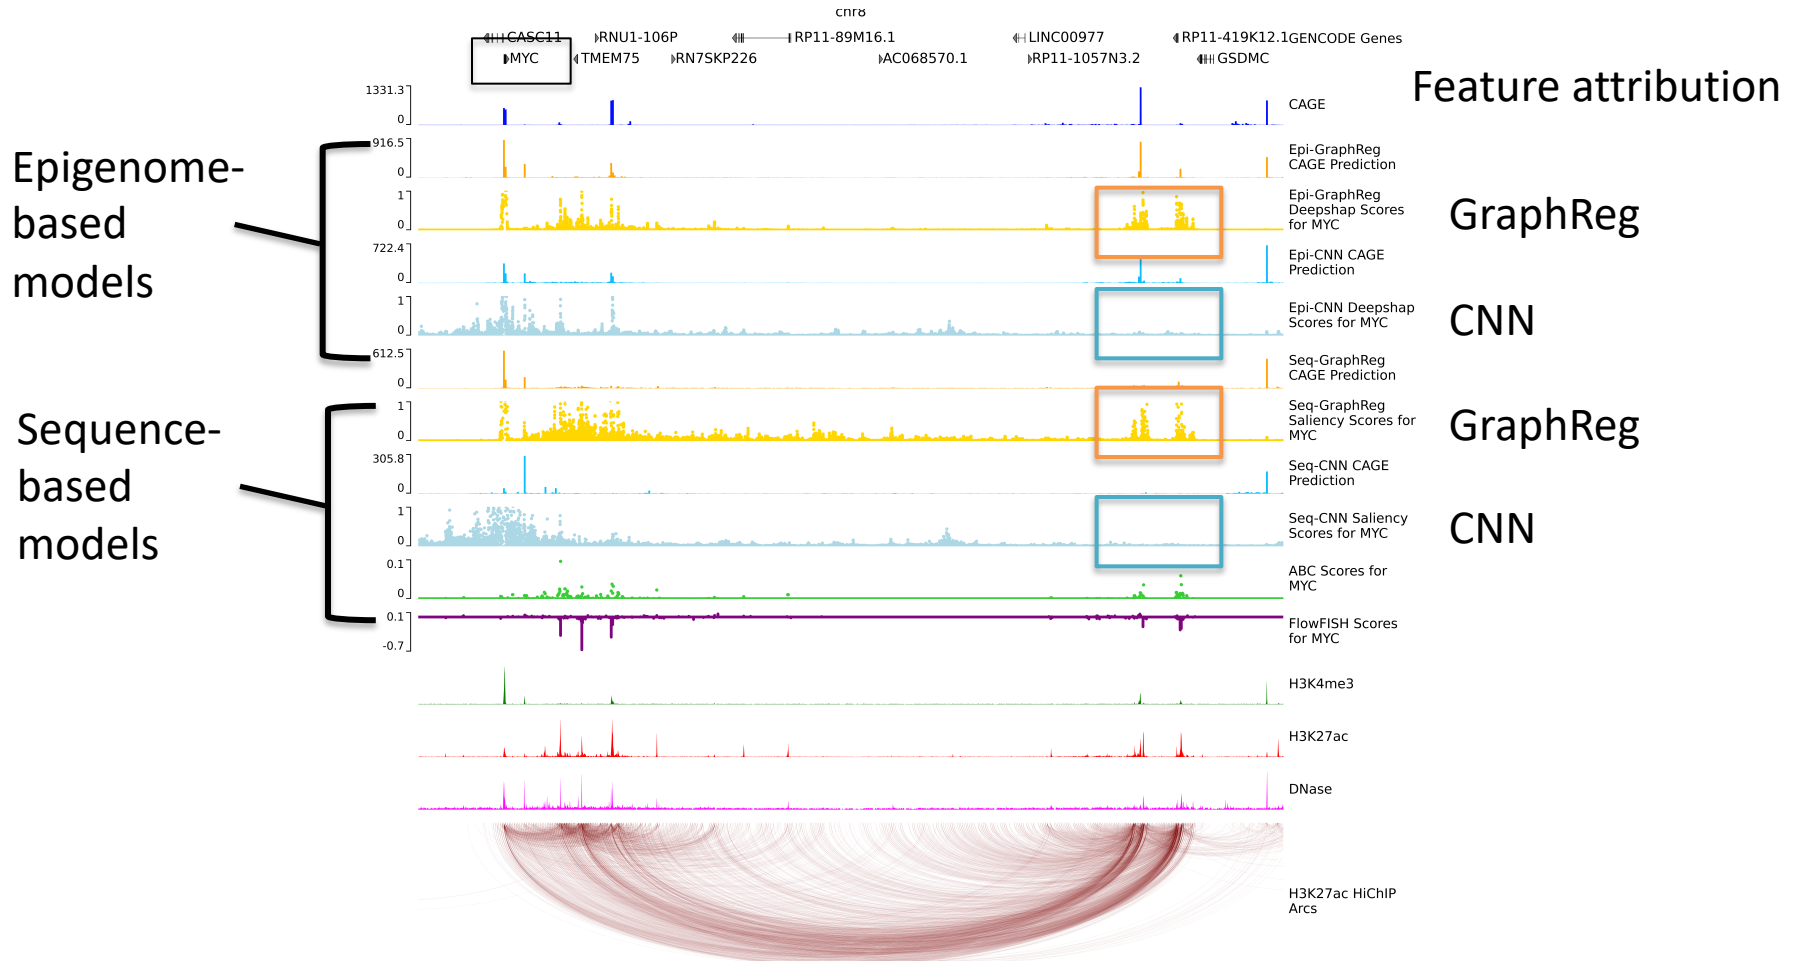 chr8
CASC11 RNU1-106P RP11-89M16.1 LINC00977 RP11-419K12.1 GENCODE Genes
MYC TMEM75 RN7SKP226 AC068570.1 RP11-1057N3.2 GSDMC
Feature attribution
1331.3
0
CAGE
Epigenome-
based
models
916.5
0
Epi-GraphReg
CAGE Prediction
1
0
Epi-GraphReg
Deepshap Scores
for MYC
GraphReg
722.4
0
Epi-CNN CAGE
Prediction
1
0
Epi-CNN Deepshap
Scores for MYC
CNN
612.5
0
Seq-GraphReg
CAGE Prediction
Sequence-
based
models
1
0
Seq-GraphReg
Saliency Scores for
MYC
GraphReg
305.8
0
Seq-CNN CAGE
Prediction
1
0
Seq-CNN Saliency
Scores for MYC
CNN
0.1
0
ABC Scores for
MYC
0.1
-0.7
FlowFISH Scores
for MYC
H3K4me3
H3K27ac
DNase
H3K27ac HiChIP
Arcs